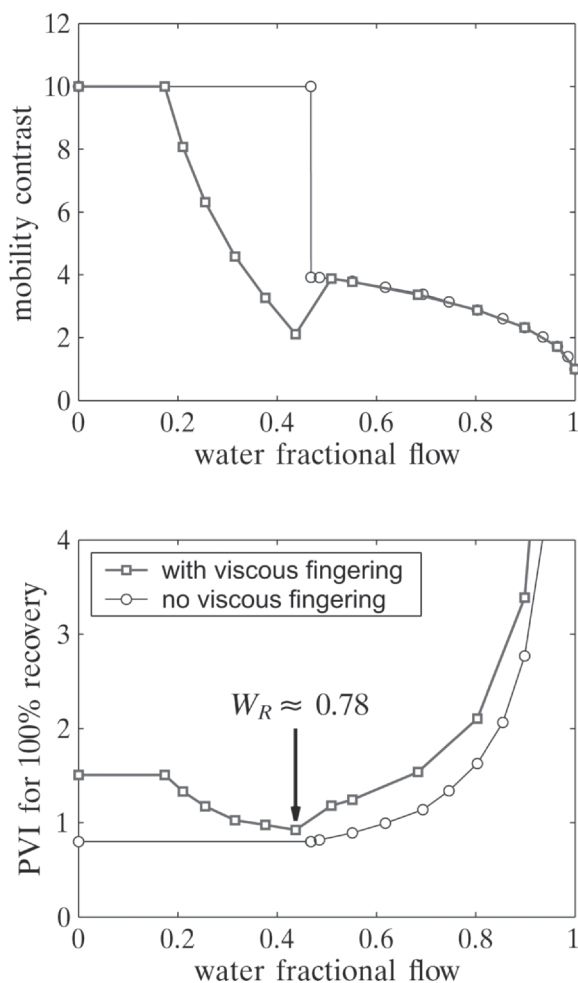 12
10
8
6
4
2
0
mobility contrast
0 0.2 0.4 0.6 0.8 1
water fractional flow
4
3
2
1
0
PVI for 100% recovery
with viscous fingering
no viscous fingering
W_R ≈ 0.78
0 0.2 0.4 0.6 0.8 1
water fractional flow